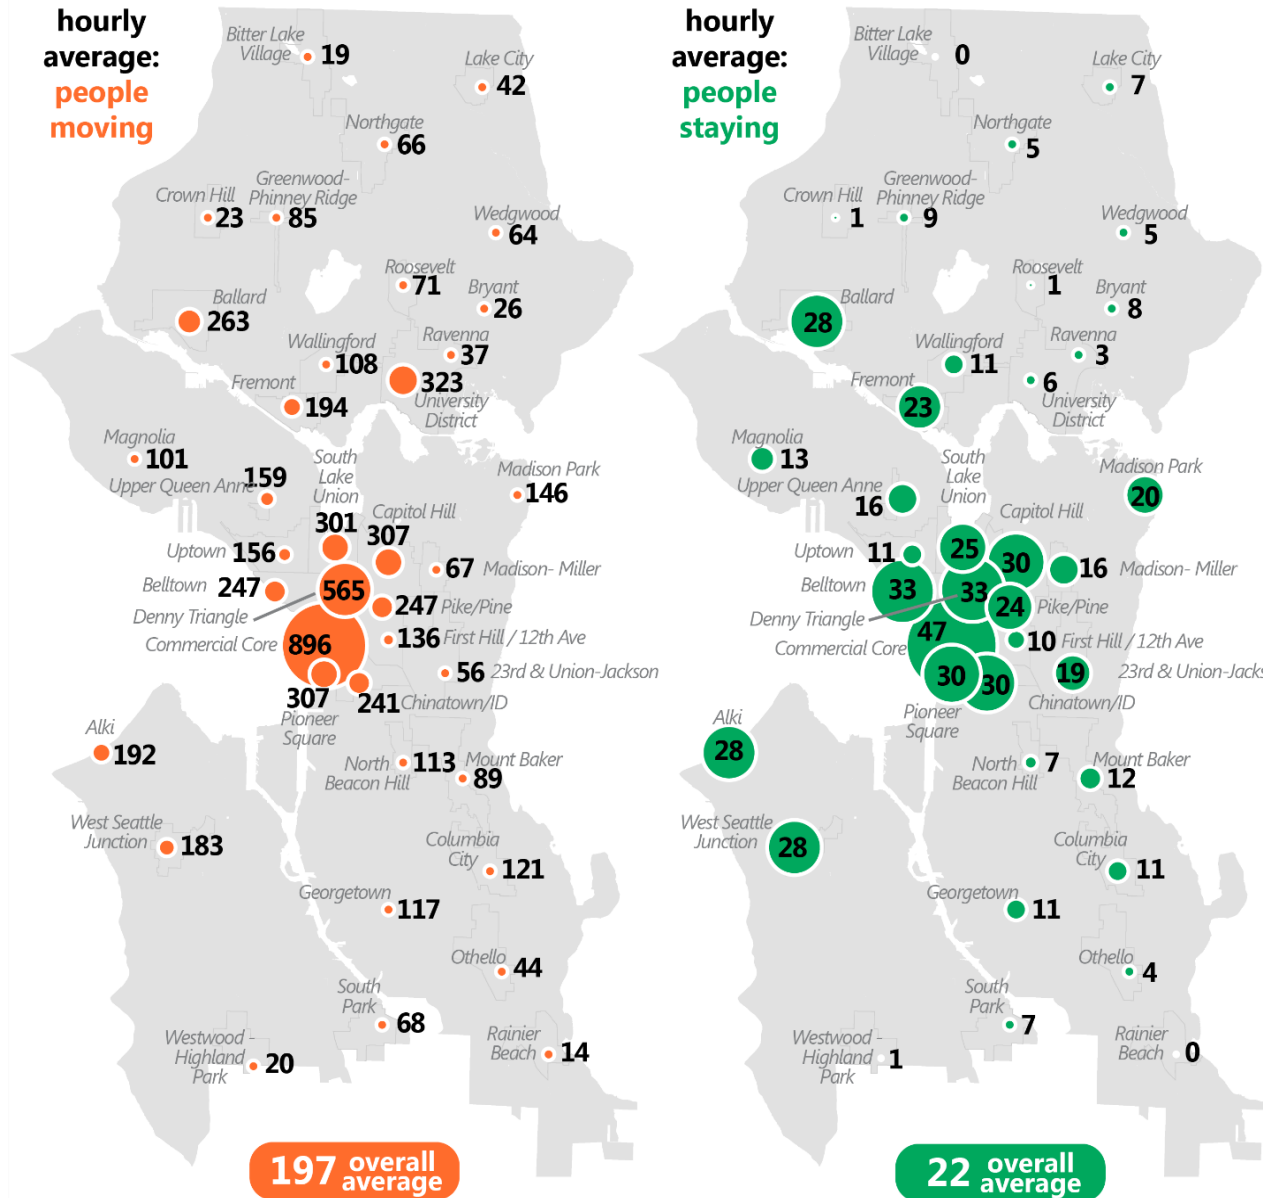 hourly
average:
people
moving
Bitter Lake
Village
19
Lake City
42
Northgate
66
Crown Hill
23
Greenwood-
Phinney Ridge
85
Wedgwood
64
Roosevelt
71
Bryant
26
Ballard
263
Wallingford
108
Ravenna
37
Fremont
194
323
University
District
Magnolia
101
Upper Queen Anne
159
South
Lake
Union
301
Capitol Hill
307
Madison Park
146
Uptown
156
67
Madison- Miller
Belltown
247
565
Denny Triangle
247
Pike/Pine
Commercial Core
896
136
First Hill / 12th Ave
56
23rd & Union-Jackson
307
Pioneer
Square
241
Chinatown/ID
Alki
192
North
Beacon Hill
113
Mount Baker
89
West Seattle
Junction
183
Columbia
City
121
Georgetown
117
Othello
44
South
Park
68
Westwood
Highland
Park
20
Rainier
Beach
14
197 overall
average
hourly
average:
people
staying
Bitter Lake
Village
0
Lake City
7
Northgate
5
Crown Hill
1
Greenwood-
Phinney Ridge
9
Wedgwood
5
Roosevelt
1
Bryant
8
Ballard
28
Wallingford
11
Ravenna
3
Fremont
23
6
University
District
Magnolia
13
Upper Queen Anne
16
South
Lake
Union
25
Capitol Hill
30
Madison Park
20
Uptown
11
16
Madison- Miller
Belltown
33
33
Denny Triangle
24
Pike/Pine
Commercial Core
47
10
First Hill / 12th Ave
19
23rd & Union-Jacks
30
Pioneer
Square
30
Chinatown/ID
Alki
28
North
Beacon Hill
7
Mount Baker
12
West Seattle
Junction
28
Columbia
City
11
Georgetown
11
Othello
4
South
Park
7
Westwood
Highland
Park
1
Rainier
Beach
0
22 overall
average